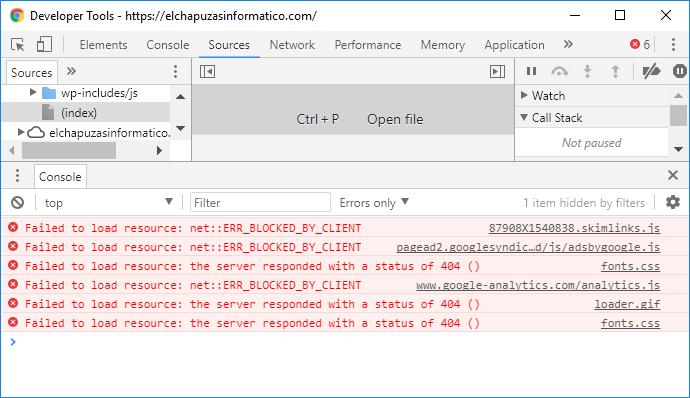 Developer Tools - https://elchapuzasinformatico.com/
Elements Console Sources Network Performance Memory Application » 6
Sources »
wp-includes/js
(index)
elchapuzasinformatico.
Ctrl + P Open file
Watch
Call Stack
Not paused
Console
top Filter Errors only 1 item hidden by filters
Failed to load resource: net::ERR_BLOCKED_BY_CLIENT 87908X1540838.skimlinks.js
Failed to load resource: net::ERR_BLOCKED_BY_CLIENT pagead2.googlesyndic…d/js/adsbygoogle.js
Failed to load resource: the server responded with a status of 404 () fonts.css
Failed to load resource: net::ERR_BLOCKED_BY_CLIENT www.google-analytics.com/analytics.js
Failed to load resource: the server responded with a status of 404 () loader.gif
Failed to load resource: the server responded with a status of 404 () fonts.css